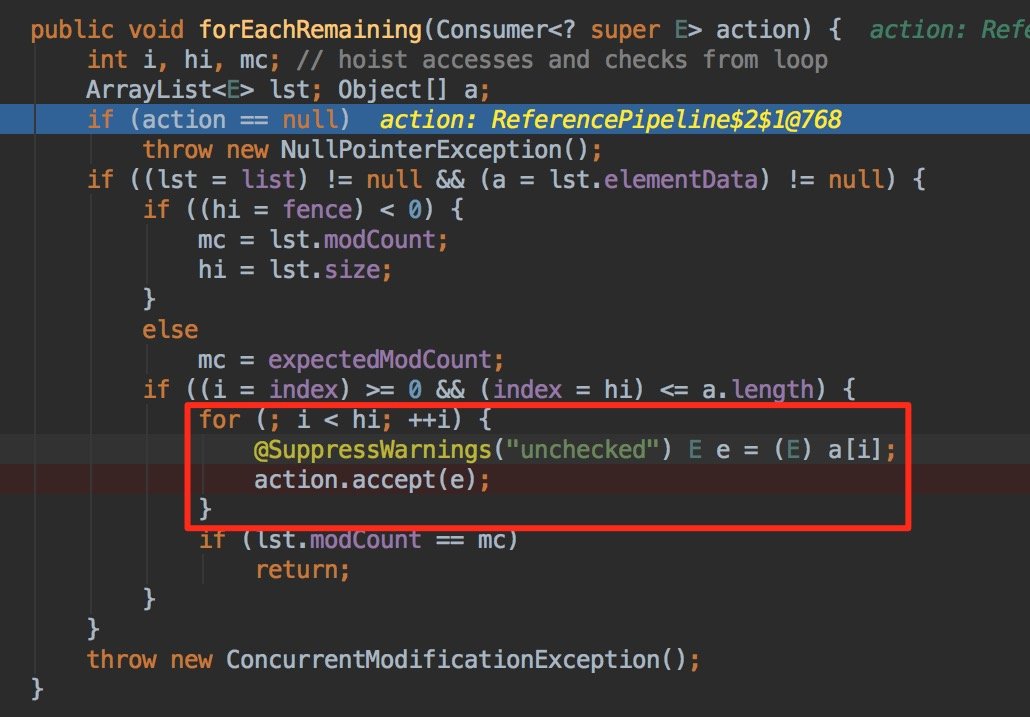 public void forEachRemaining(Consumer<? super E> action) {  action: Refe
int i, hi, mc; // hoist accesses and checks from loop
ArrayList<E> lst; Object[] a;
if (action == null)  action: ReferencePipeline$2$1@768
throw new NullPointerException();
if ((lst = list) != null && (a = lst.elementData) != null) {
if ((hi = fence) < 0) {
mc = lst.modCount;
hi = lst.size;
}
else
mc = expectedModCount;
if ((i = index) >= 0 && (index = hi) <= a.length) {
for (; i < hi; ++i) {
@SuppressWarnings("unchecked") E e = (E) a[i];
action.accept(e);
}
if (lst.modCount == mc)
return;
}
}
throw new ConcurrentModificationException();
}